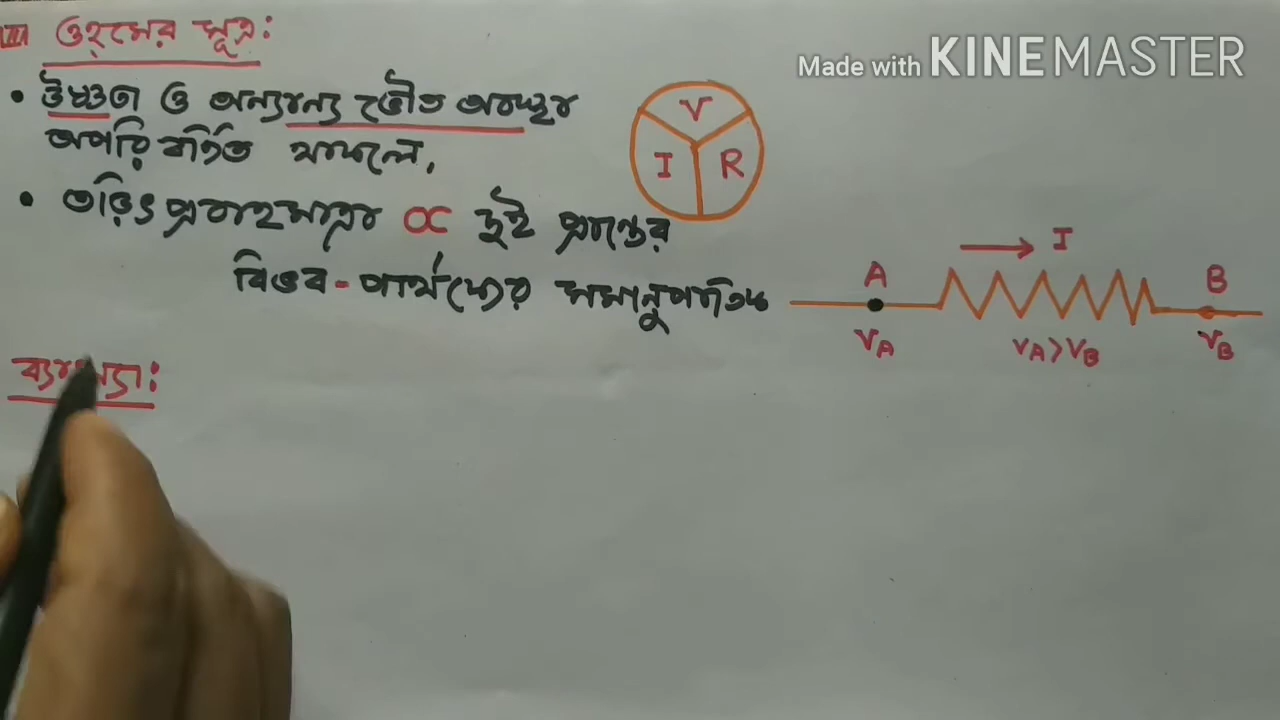 ওহমের সূত্র:
Made with KINEMASTER
• উষ্ণতা ও অন্যান্য ভৌত অবস্থার
অপরিবর্তিত থাকলে,
V
I R
• তড়িৎপ্রবাহমাত্রা ∝ দুই প্রান্তের
বিভব-পার্থক্যের সমানুপাতিক
I
A
B
VA
VA>VB
VB
ব্যাখ্যা: